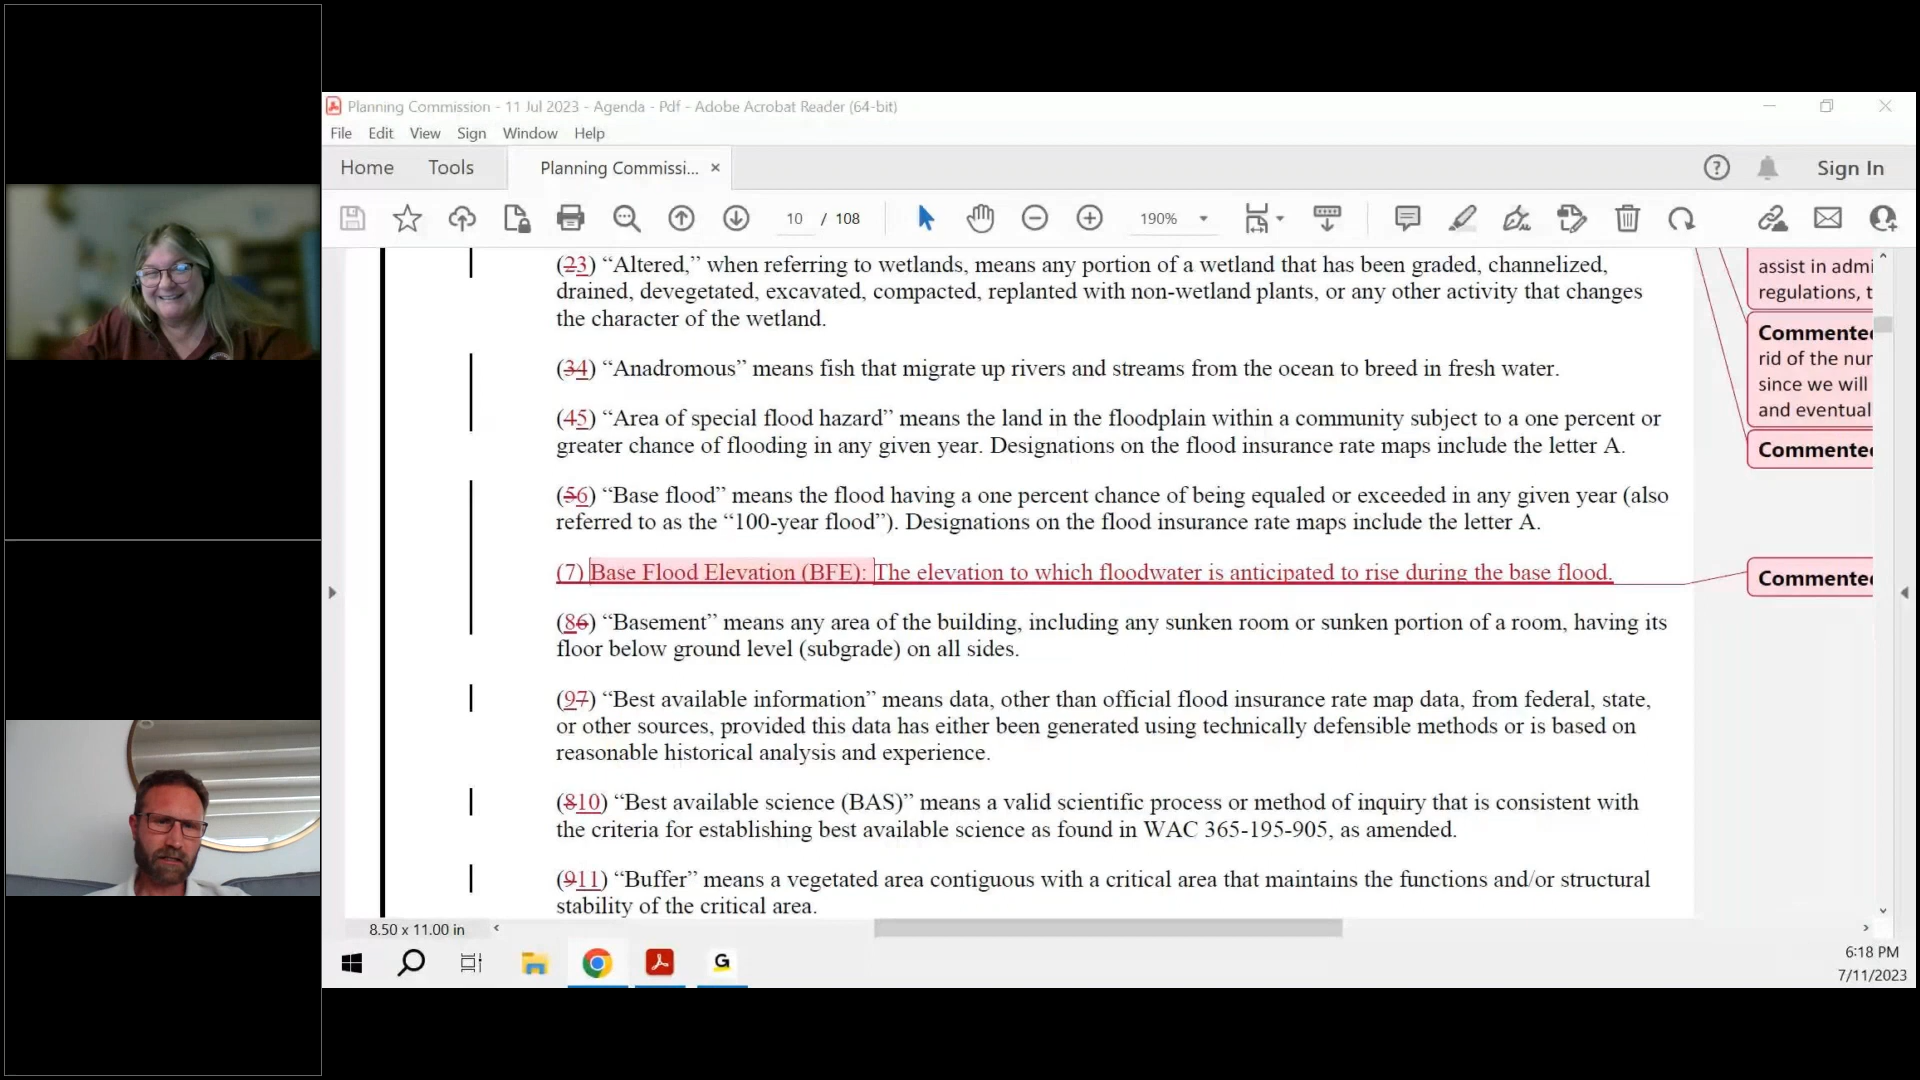 Planning Commission - 11 Jul 2023 - Agenda - Pdf - Adobe Acrobat Reader (64-bit)
File Edit View Sign Window Help
Home Tools Planning Commissi... × Sign In
10 / 108 190%
(23) “Altered,” when referring to wetlands, means any portion of a wetland that has been graded, channelized,
drained, devegetated, excavated, compacted, replanted with non-wetland plants, or any other activity that changes
the character of the wetland.
(34) “Anadromous” means fish that migrate up rivers and streams from the ocean to breed in fresh water.
(45) “Area of special flood hazard” means the land in the floodplain within a community subject to a one percent or
greater chance of flooding in any given year. Designations on the flood insurance rate maps include the letter A.
(56) “Base flood” means the flood having a one percent chance of being equaled or exceeded in any given year (also
referred to as the “100-year flood”). Designations on the flood insurance rate maps include the letter A.
(7) Base Flood Elevation (BFE): The elevation to which floodwater is anticipated to rise during the base flood.
(86) “Basement” means any area of the building, including any sunken room or sunken portion of a room, having its
floor below ground level (subgrade) on all sides.
(97) “Best available information” means data, other than official flood insurance rate map data, from federal, state,
or other sources, provided this data has either been generated using technically defensible methods or is based on
reasonable historical analysis and experience.
(810) “Best available science (BAS)” means a valid scientific process or method of inquiry that is consistent with
the criteria for establishing best available science as found in WAC 365-195-905, as amended.
(911) “Buffer” means a vegetated area contiguous with a critical area that maintains the functions and/or structural
stability of the critical area.
assist in admi
regulations, t
Commented
rid of the nur
since we will
and eventual
Commented
Commented
8.50 x 11.00 in
G
6:18 PM
7/11/2023